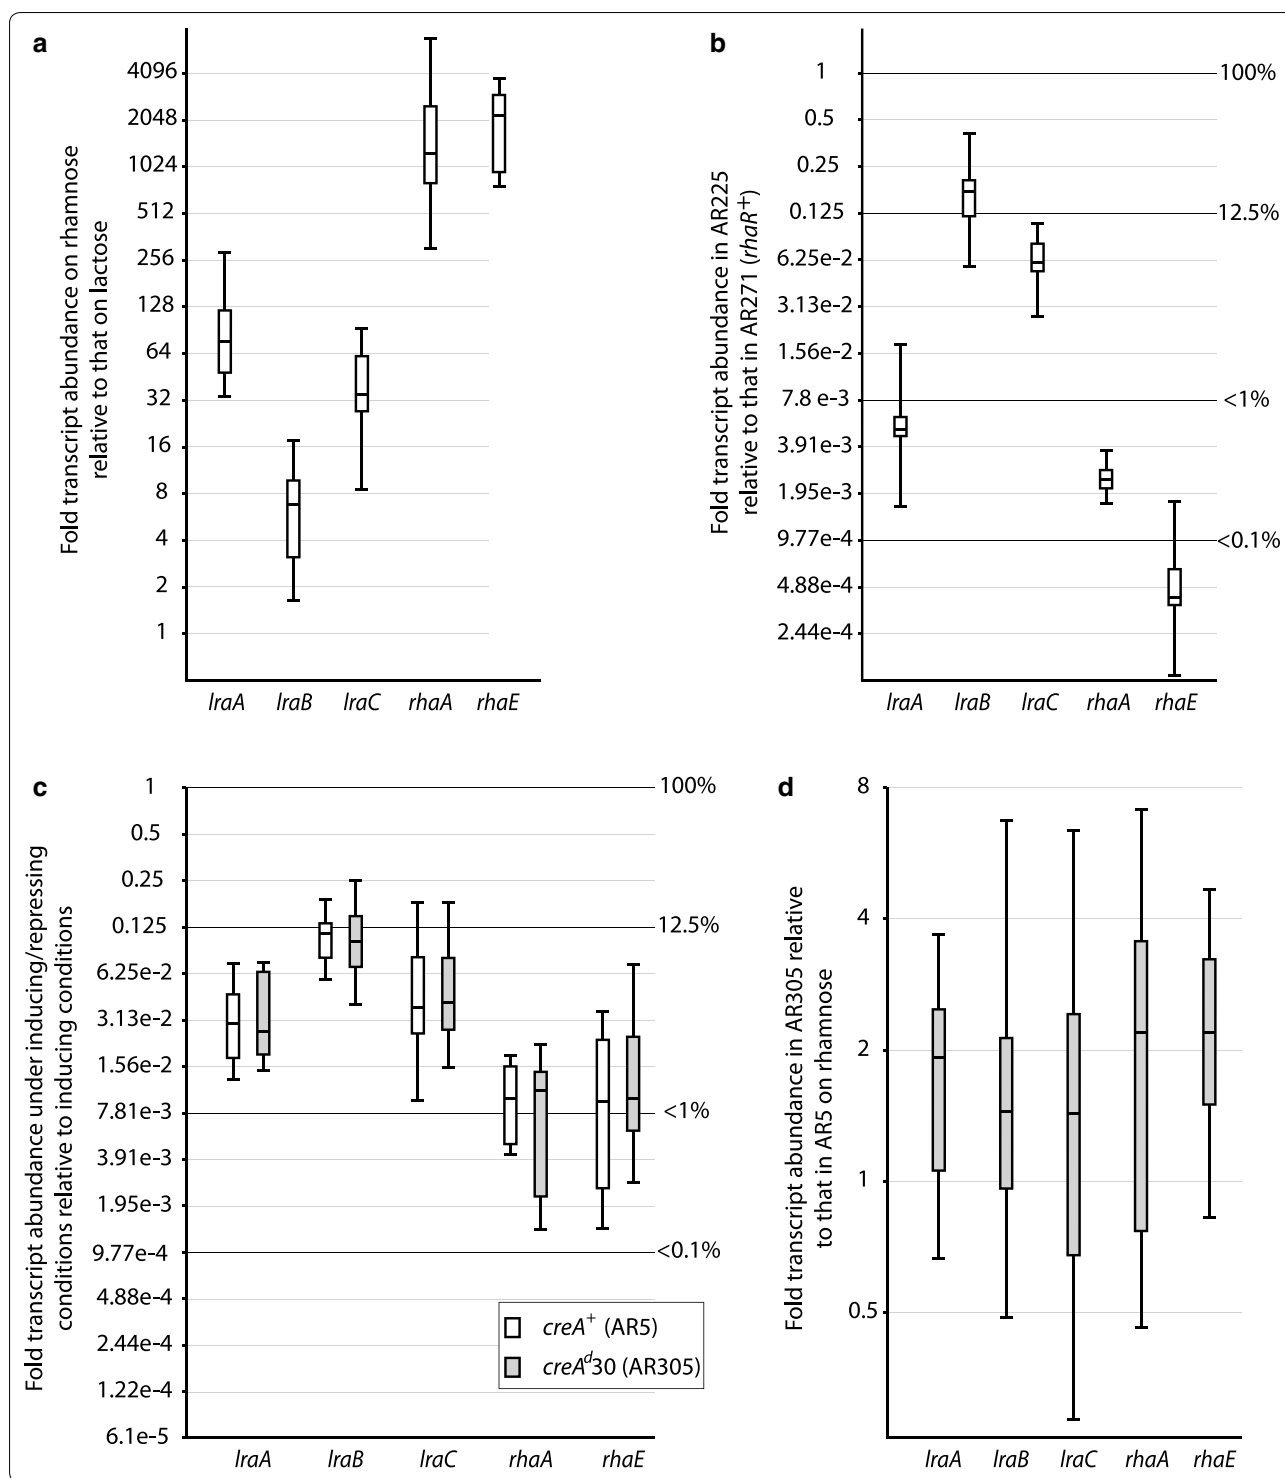 a
Fold transcript abundance on rhamnose
relative to that on lactose
4096
2048
1024
512
256
128
64
32
16
8
4
2
1
lraA lraB lraC rhaA rhaE
b
Fold transcript abundance in AR225
relative to that in AR271 (rhaR+)
1
0.5
0.25
0.125
6.25e-2
3.13e-2
1.56e-2
7.8 e-3
3.91e-3
1.95e-3
9.77e-4
4.88e-4
2.44e-4
100%
12.5%
<1%
<0.1%
lraA lraB lraC rhaA rhaE
c
Fold transcript abundance under inducing/repressing
conditions relative to inducing conditions
1
0.5
0.25
0.125
6.25e-2
3.13e-2
1.56e-2
7.81e-3
3.91e-3
1.95e-3
9.77e-4
4.88e-4
2.44e-4
1.22e-4
6.1e-5
100%
12.5%
<1%
<0.1%
creA+ (AR5)
creAd30 (AR305)
lraA lraB lraC rhaA rhaE
d
Fold transcript abundance in AR305 relative
to that in AR5 on rhamnose
8
4
2
1
0.5
lraA lraB lraC rhaA rhaE